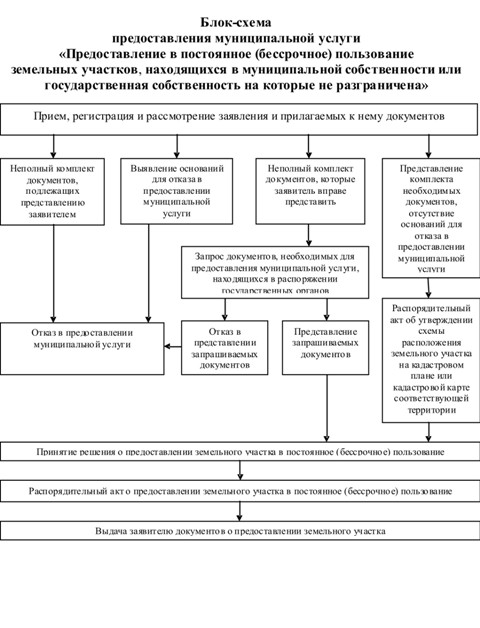 Блок-схема
предоставления муниципальной услуги
«Предоставление в постоянное (бессрочное) пользование
земельных участков, находящихся в муниципальной собственности или
государственная собственность на которые не разграничена»
Прием, регистрация и рассмотрение заявления и прилагаемых к нему документов
Неполный комплект
документов,
подлежащих
представлению
заявителем
Выявление оснований
для отказа в
предоставлении
муниципальной
услуги
Неполный комплект
документов, которые
заявитель вправе
представить
Представление
комплекта
необходимых
документов,
отсутствие
оснований для
отказа в
предоставлении
муниципальной
услуги
Запрос документов, необходимых для
предоставления муниципальной услуги,
находящихся в распоряжении
государственных органов
Отказ в предоставлении
муниципальной услуги
Отказ в
представлении
запрашиваемых
документов
Представление
запрашиваемых
документов
Распорядительный
акт об утверждении
схемы
расположения
земельного участка
на кадастровом
плане или
кадастровой карте
соответствующей
территории
Принятие решения о предоставлении земельного участка в постоянное (бессрочное) пользование
Распорядительный акт о предоставлении земельного участка в постоянное (бессрочное) пользование
Выдача заявителю документов о предоставлении земельного участка